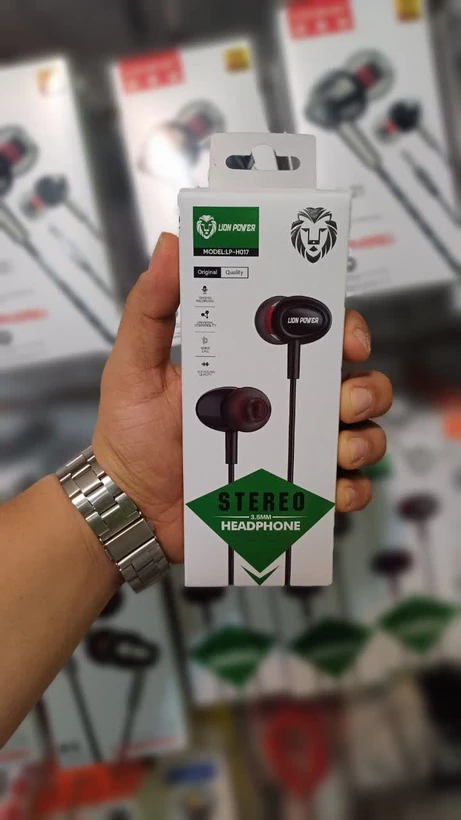 LION POWER
MODEL:LP-H017
Original Quality
LION POWER
STEREO
3.5MM
HEADPHONE